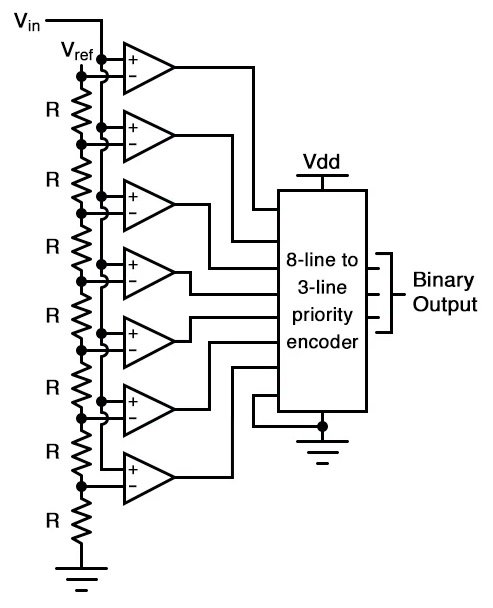 Vin
Vref
+
−
R
+
−
R
+
−
R
+
−
R
+
−
R
+
−
R
+
−
R
Vdd
8-line to
3-line
priority
encoder
Binary
Output